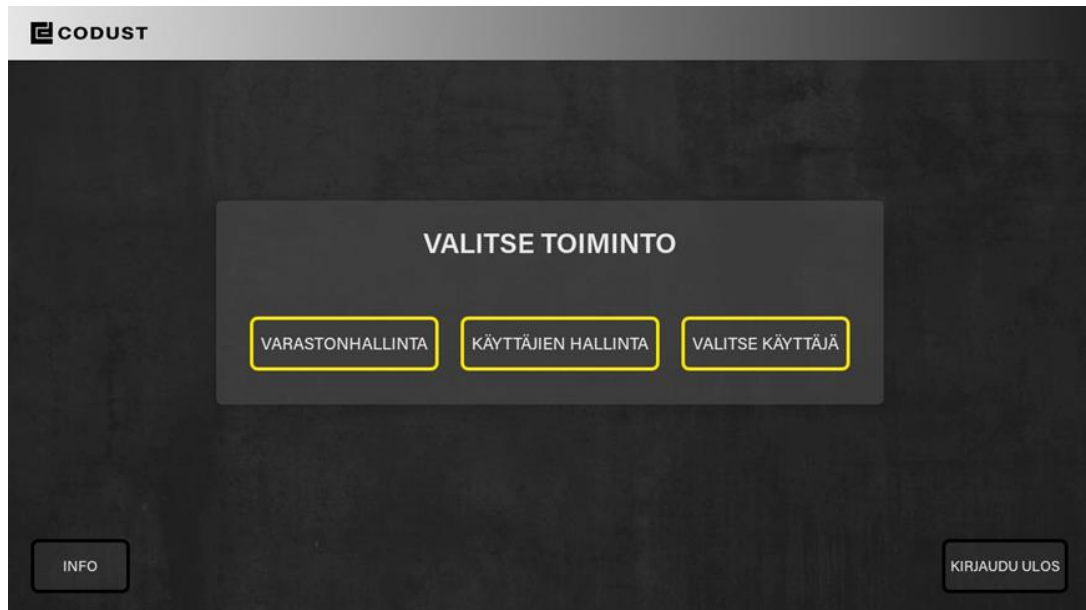 CODUST
VALITSE TOIMINTO
VARASTONHALLINTA
KÄYTTÄJIEN HALLINTA
VALITSE KÄYTTÄJÄ
INFO
KIRJAUDU ULOS